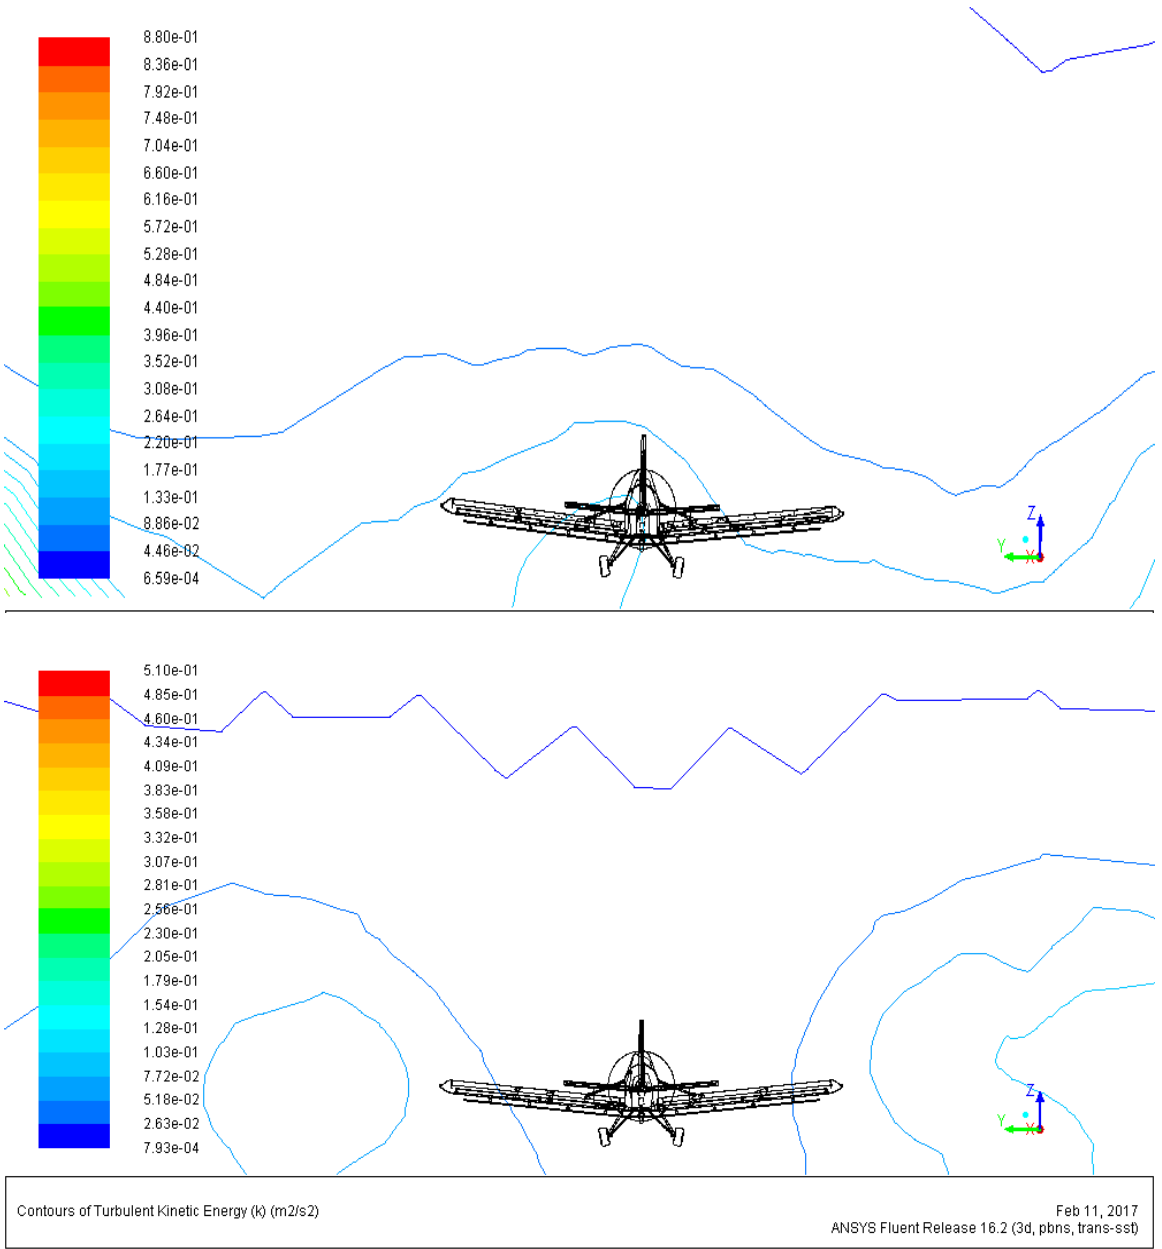 8.80e-01
8.36e-01
7.92e-01
7.48e-01
7.04e-01
6.60e-01
6.16e-01
5.72e-01
5.28e-01
4.84e-01
4.40e-01
3.96e-01
3.52e-01
3.08e-01
2.64e-01
2.20e-01
1.77e-01
1.33e-01
8.86e-02
4.46e-02
6.59e-04
Z
Y
X
5.10e-01
4.85e-01
4.60e-01
4.34e-01
4.09e-01
3.83e-01
3.58e-01
3.32e-01
3.07e-01
2.81e-01
2.56e-01
2.30e-01
2.05e-01
1.79e-01
1.54e-01
1.28e-01
1.03e-01
7.72e-02
5.18e-02
2.63e-02
7.93e-04
Z
Y
X
Contours of Turbulent Kinetic Energy (k) (m2/s2)
Feb 11, 2017
ANSYS Fluent Release 16.2 (3d, pbns, trans-sst)